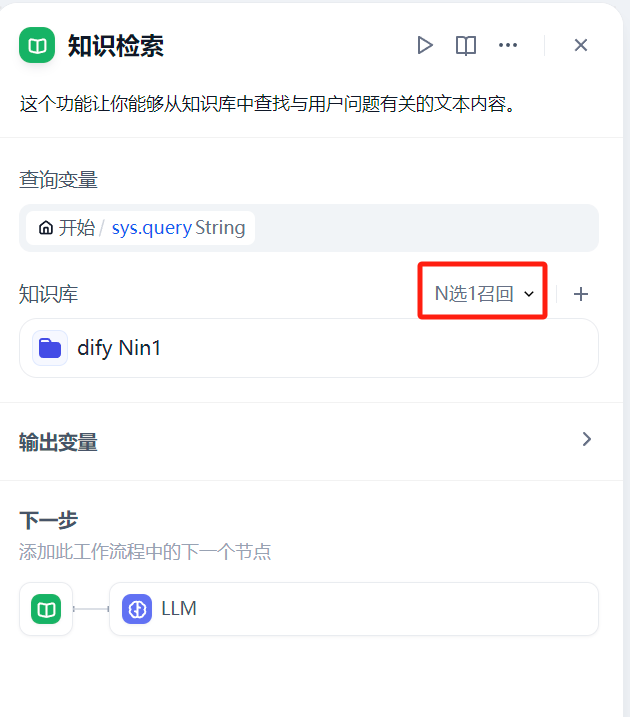 知识检索
这个功能让你能够从知识库中查找与用户问题有关的文本内容。
查询变量
开始 / sys.query String
知识库 N选1召回
dify Nin1
输出变量
下一步
添加此工作流程中的下一个节点
LLM